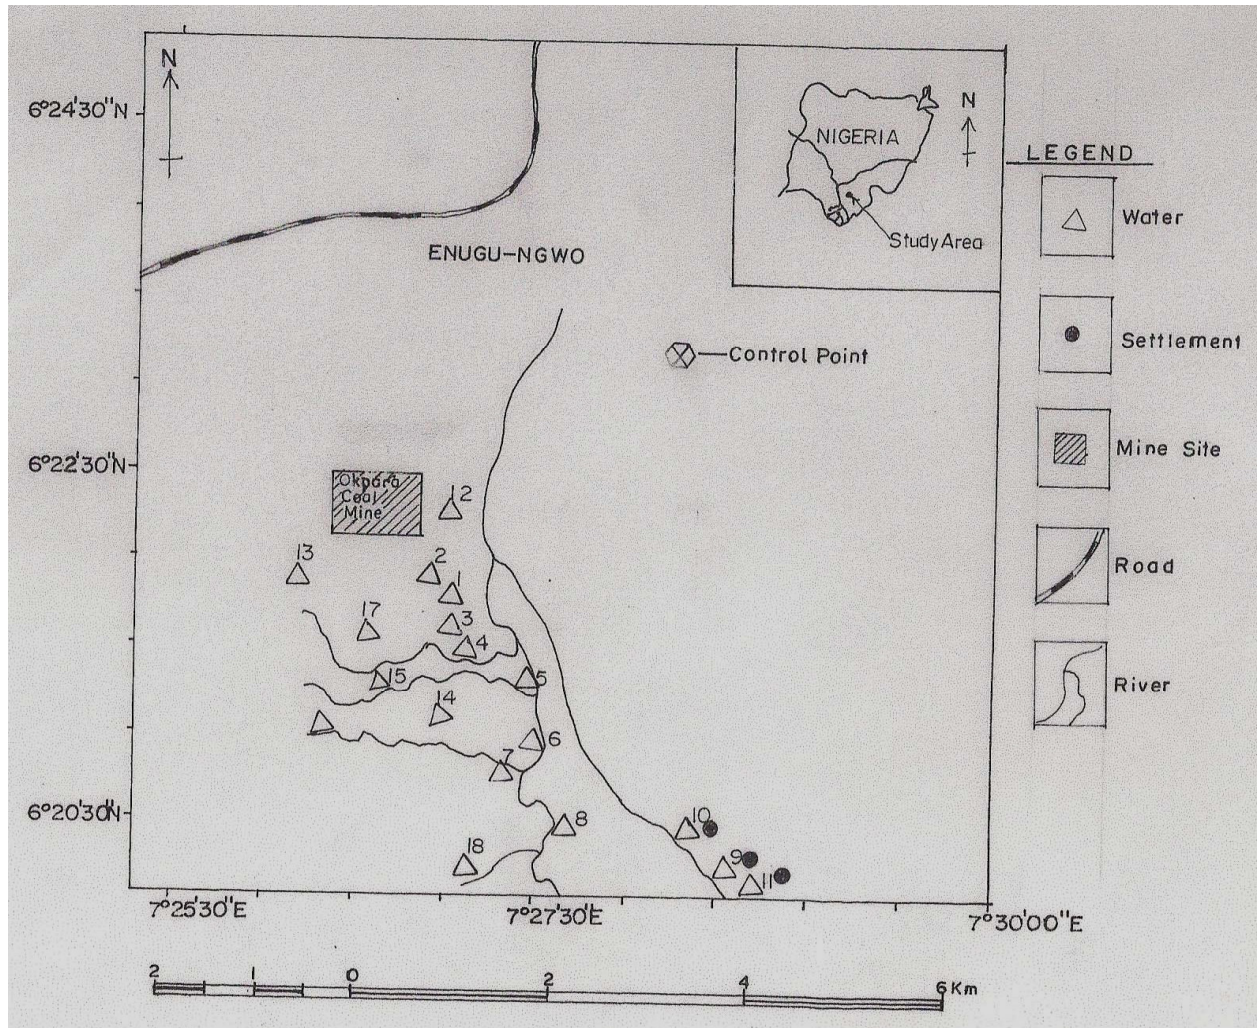 N
6°24'30"N
NIGERIA
N
Study Area
ENUGU-NGWO
Control Point
LEGEND
Water
Settlement
Mine Site
Road
River
6°22'30"N
Okpara
Coal
Mine
12
13
2
1
17
3
4
15
5
14
6
7
6°20'30"N
8
10
18
9
11
7°25'30"E
7°27'30"E
7°30'00"E
2 1 0 2 4 6 Km